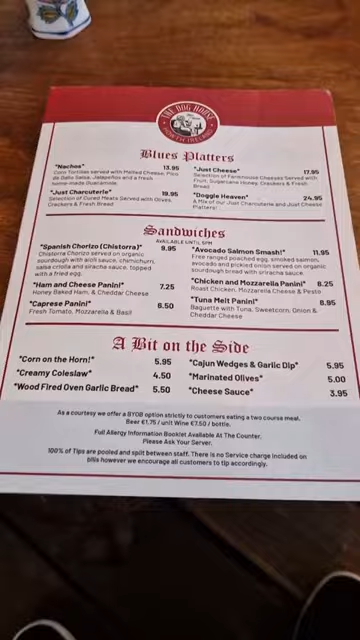 THE DOG HOUSE
Blues Platters
"Nachos" 13.95
Corn Tortillas served with Melted Cheese, Pico
de Gallo Salsa, Jalapeños and a fresh
home-made Guacamole.
"Just Cheese" 17.95
Selection of Farmhouse Cheeses Served with
Fruit, Sugarcane Honey, Crackers & Fresh
Bread
"Just Charcuterie" 19.95
Selection of Cured Meats Served with Olives,
Crackers & Fresh Bread
"Doggie Heaven" 24.95
A Mix of our Just Charcuterie and Just Cheese
Platters!
Sandwiches
AVAILABLE UNTIL 5PM
"Spanish Chorizo (Chistorra)" 9.95
Chistorra Chorizo served on organic
sourdough with aioli sauce, chimichurri,
salsa criolla and siracha sauce, topped
with a fried egg.
"Avocado Salmon Smash!" 11.95
Free ranged poached egg, smoked salmon,
avocado and pickled onion served on organic
sourdough bread with sriracha sauce.
"Ham and Cheese Panini" 7.25
Honey Baked Ham, & Cheddar Cheese
"Chicken and Mozzarella Panini" 8.25
Roast Chicken, Mozzarella Cheese & Pesto
"Caprese Panini" 6.50
Fresh Tomato, Mozzarella & Basil
"Tuna Melt Panini" 8.95
Baguette with Tuna, Sweetcorn, Onion &
Cheddar Cheese
A Bit on the Side
"Corn on the Horn!" 5.95
"Creamy Coleslaw" 4.50
"Wood Fired Oven Garlic Bread" 5.50
"Cajun Wedges & Garlic Dip" 5.95
"Marinated Olives" 5.00
"Cheese Sauce" 3.95
As a courtesy we offer a BYOB option strictly to customers eating a two course meal.
Beer €1.75 / unit Wine €7.50 / bottle.
Full Allergy Information Booklet Available At The Counter.
Please Ask Your Server.
100% of Tips are pooled and split between staff. There is no Service charge included on
bills however we encourage all customers to tip accordingly.